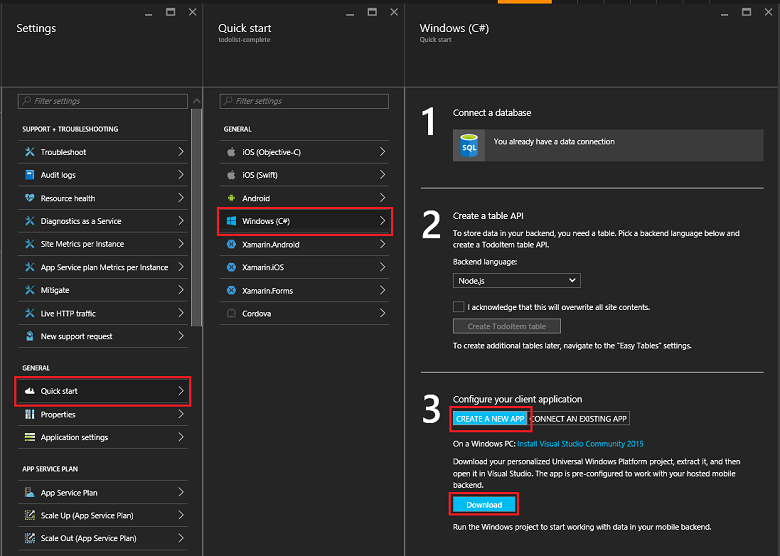 Settings
Filter settings
SUPPORT + TROUBLESHOOTING
Troubleshoot
Audit logs
Resource health
Diagnostics as a Service
Site Metrics per Instance
App Service plan Metrics per Instance
Mitigate
Live HTTP traffic
New support request
GENERAL
Quick start
Properties
Application settings
APP SERVICE PLAN
App Service Plan
Scale Up (App Service Plan)
Scale Out (App Service Plan)
Quick start
todolist-complete
Filter settings
GENERAL
iOS (Objective-C)
iOS (Swift)
Android
Windows (C#)
Xamarin.Android
Xamarin.iOS
Xamarin.Forms
Cordova
Windows (C#)
Quick start
1
Connect a database
SQL
You already have a data connection
2
Create a table API
To store data in your backend, you need a table. Pick a backend language below and
create a TodoItem table API.
Backend language:
Node.js
I acknowledge that this will overwrite all site contents.
Create TodoItem table
To create additional tables later, navigate to the "Easy Tables" settings.
3
Configure your client application
CREATE A NEW APP
CONNECT AN EXISTING APP
On a Windows PC: Install Visual Studio Community 2015
Download your personalized Universal Windows Platform project, extract it, and then
open it in Visual Studio. The app is pre-configured to work with your hosted mobile
backend.
Download
Run the Windows project to start working with data in your mobile backend.